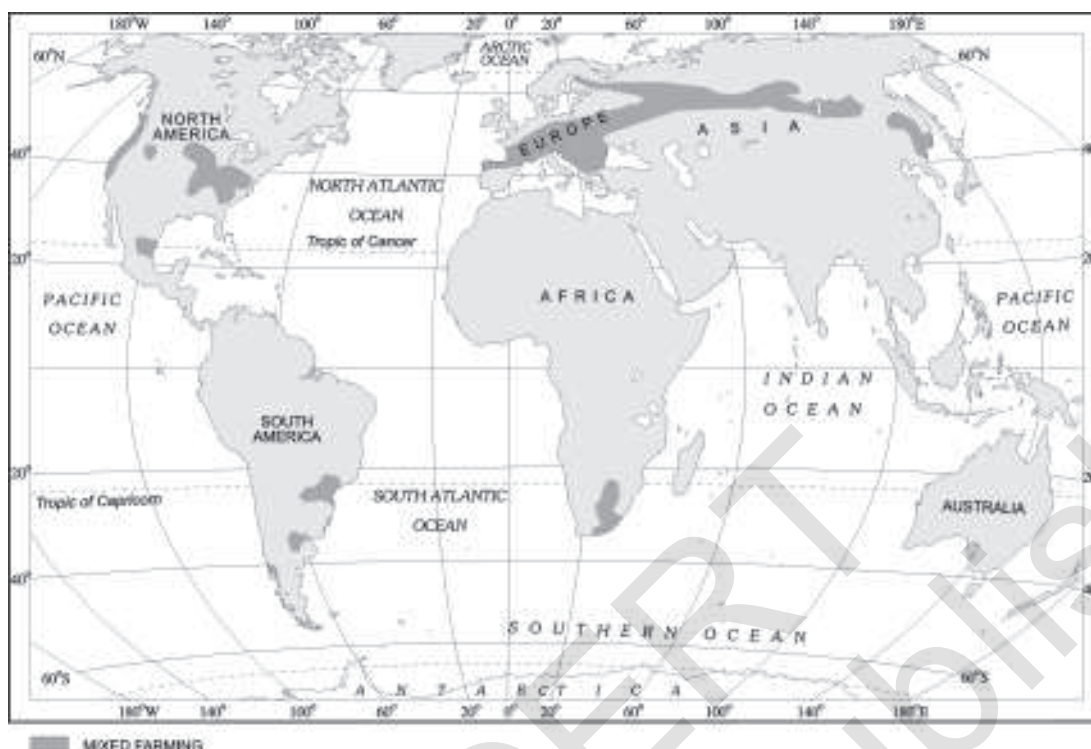 180°W 140° 100° 60° 20° 0° 20° 60° 100° 140° 180°E
60°N
ARCTIC
OCEAN
60°N
NORTH
AMERICA
EUROPE
ASIA
40°
NORTH ATLANTIC
OCEAN
Tropic of Cancer
20°
PACIFIC
OCEAN
AFRICA
PACIFIC
OCEAN
INDIAN
OCEAN
SOUTH
AMERICA
20°
Tropic of Capricorn
SOUTH ATLANTIC
OCEAN
AUSTRALIA
40°
SOUTHERN OCEAN
60°S
ANTARCTICA
60°S
180°W 140° 100° 60° 20° 0° 20° 60° 100° 140° 180°E
MIXED FARMING